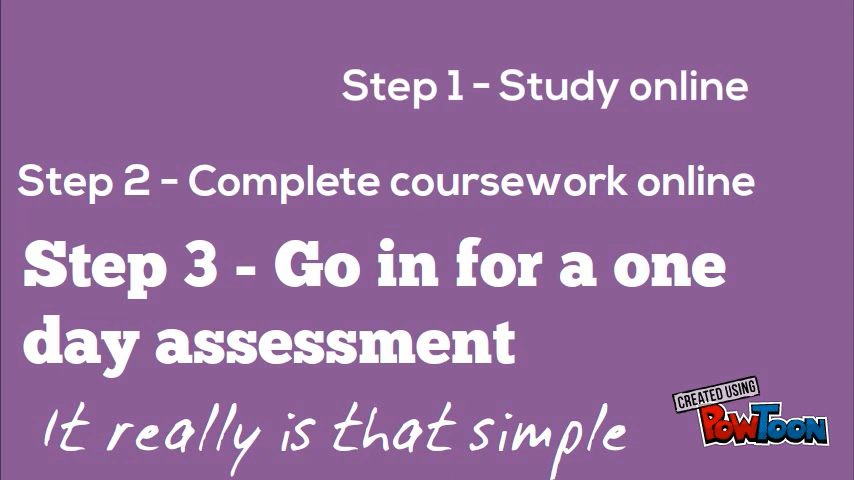 Step 1 - Study online
Step 2 - Complete coursework online
Step 3 - Go in for a one
day assessment
It really is that simple
CREATED USING
POWTOON